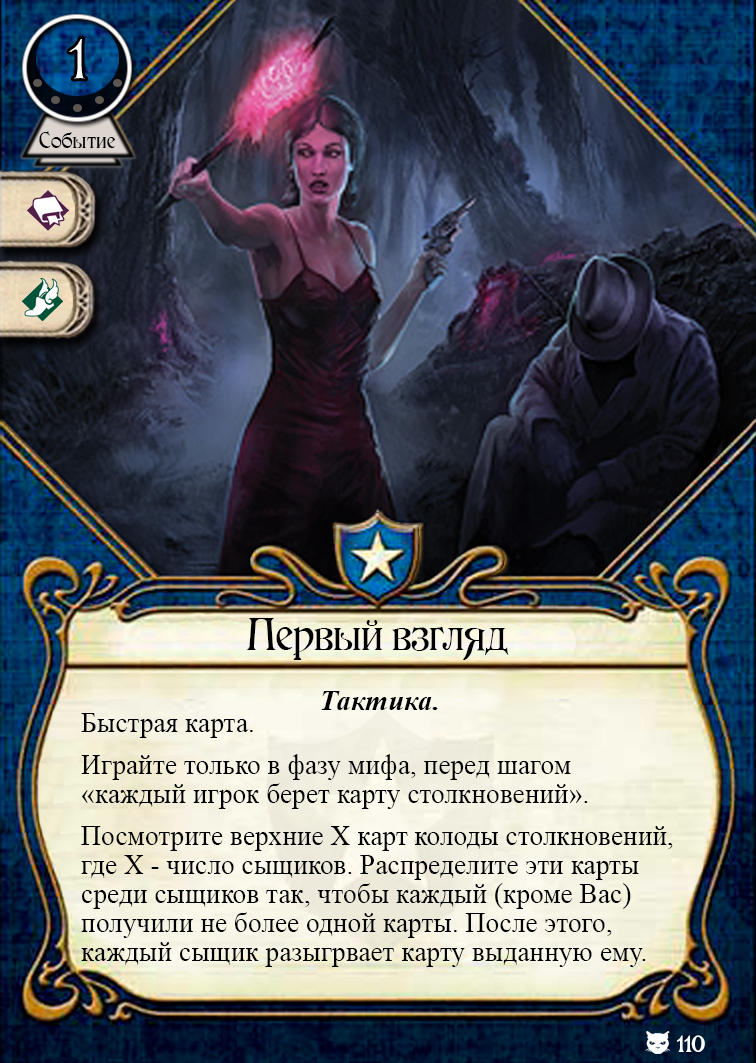 1
Событие
Первый взгляд
Тактика.
Быстрая карта.
Играйте только в фазу мифа, перед шагом
«каждый игрок берет карту столкновений».
Посмотрите верхние X карт колоды столкновений,
где X - число сыщиков. Распределите эти карты
среди сыщиков так, чтобы каждый (кроме Вас)
получили не более одной карты. После этого,
каждый сыщик разыгрвает карту выданную ему.
110